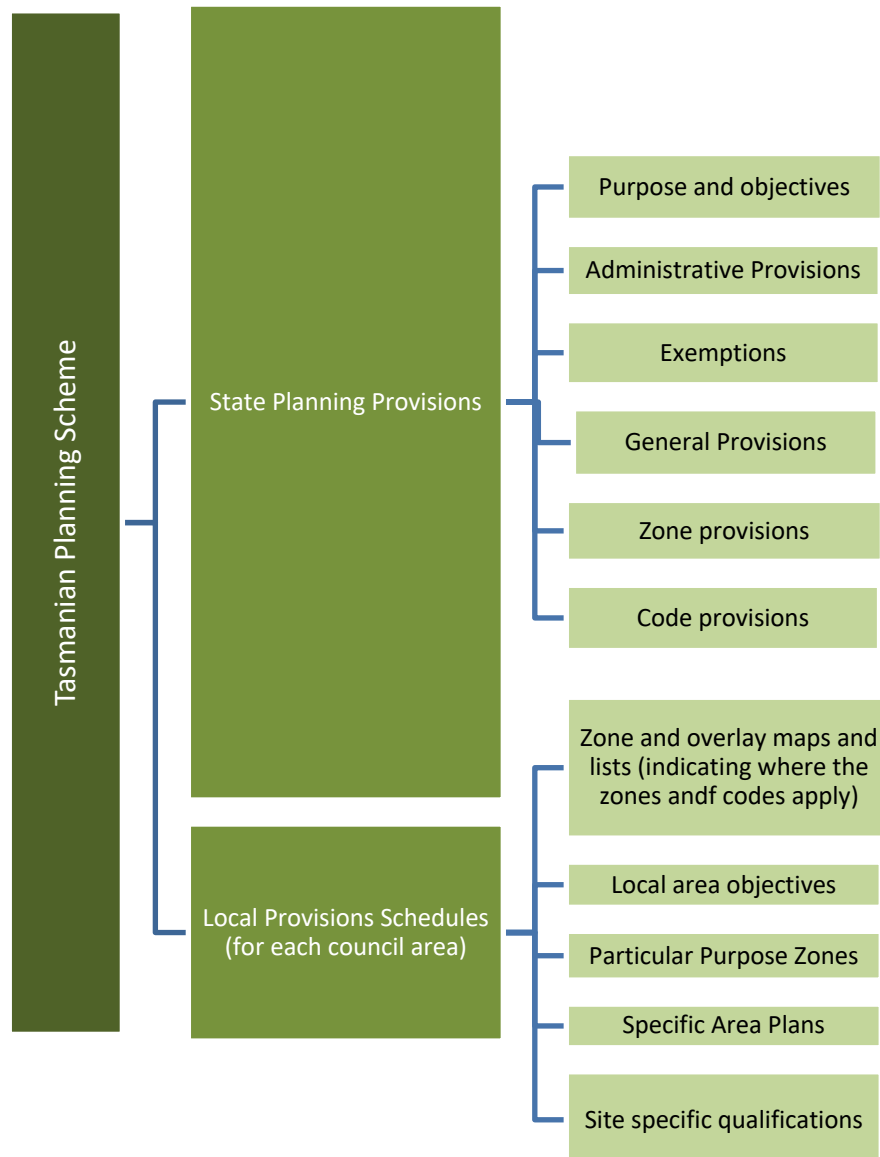 Tasmanian Planning Scheme
State Planning Provisions
Purpose and objectives
Administrative Provisions
Exemptions
General Provisions
Zone provisions
Code provisions
Local Provisions Schedules
(for each council area)
Zone and overlay maps and
lists (indicating where the
zones andf codes apply)
Local area objectives
Particular Purpose Zones
Specific Area Plans
Site specific qualifications